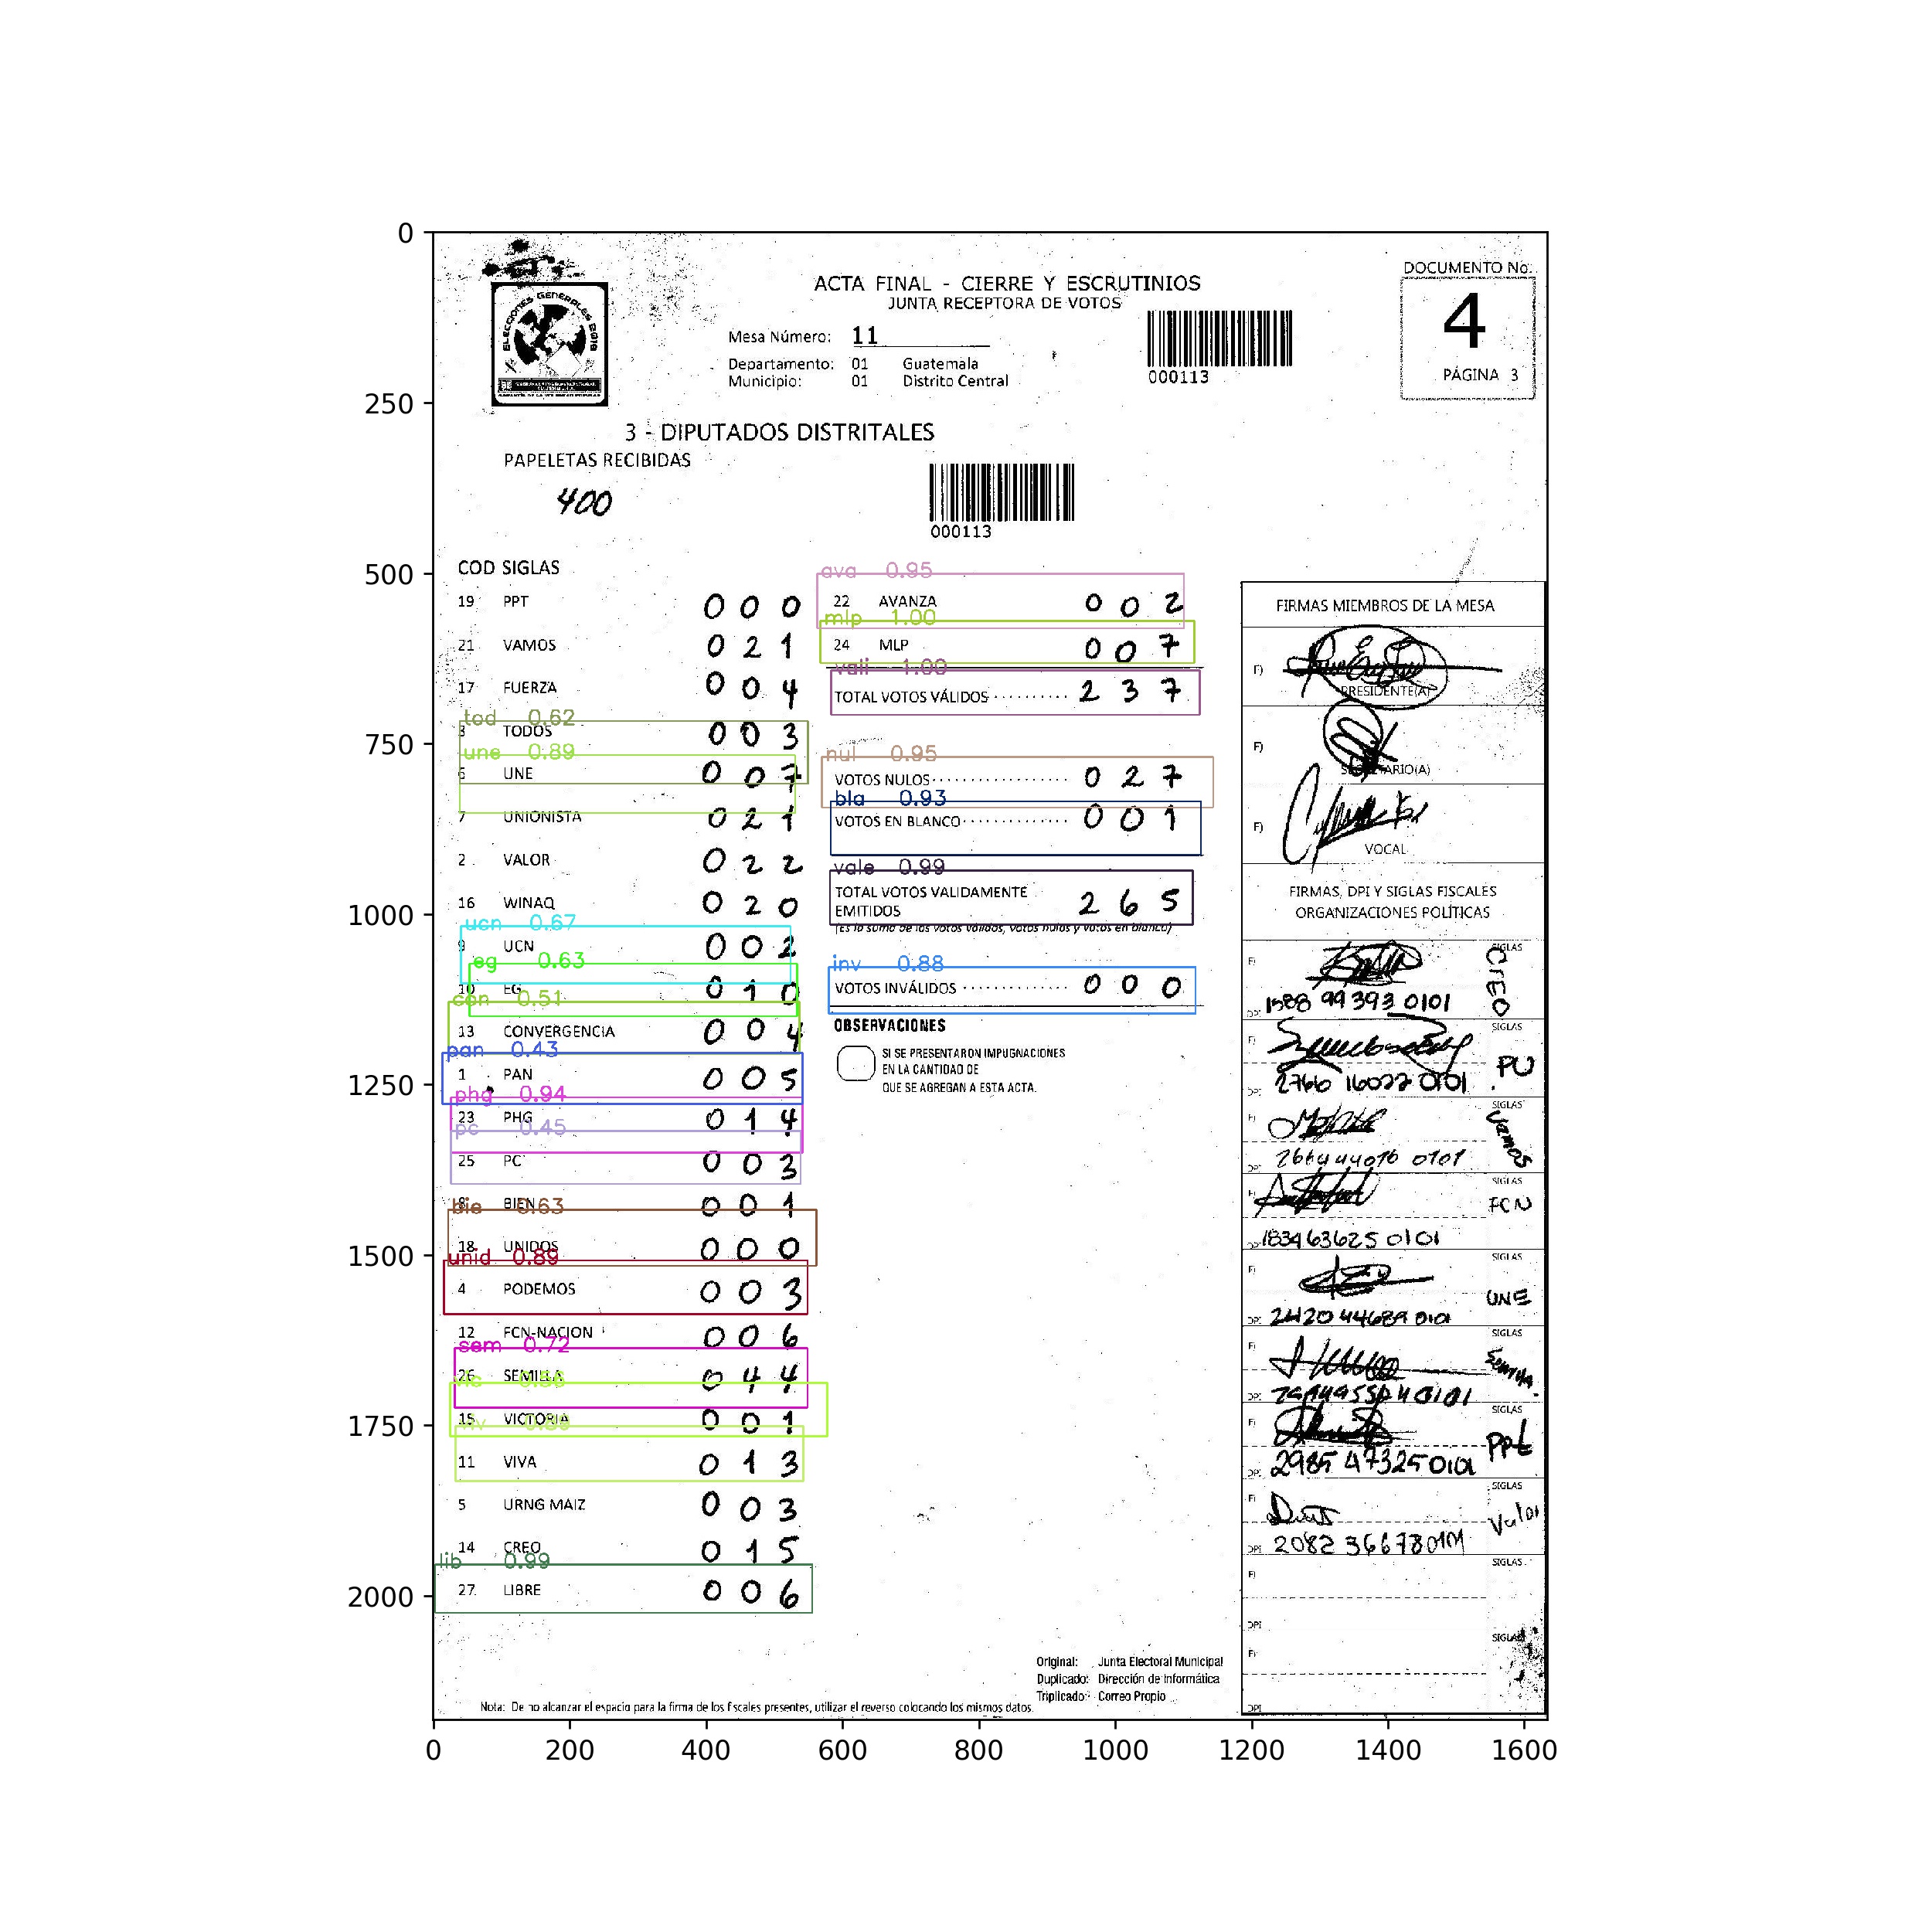 DOCUMENTO No.
ACTA FINAL - CIERRE Y ESCRUTINIOS
JUNTA RECEPTORA DE VOTOS
4
PÁGINA 3
ELECCIONES GENERALES 2019
Mesa Número: 11
Departamento: 01 Guatemala
Municipio: 01 Distrito Central
000113
3 - DIPUTADOS DISTRITALES
PAPELETAS RECIBIDAS
400
000113
COD SIGLAS
19 PPT 0 0 0
21 VAMOS 0 2 1
17 FUERZA 0 0 4
tod 0.62
3 TODOS 0 0 3
une 0.89
6 UNE 0 0 7
7 UNIONISTA 0 2 1
2 VALOR 0 2 2
16 WINAQ 0 2 0
ucn 0.67
9 UCN 0 0 2
eg 0.63
10 EG 0 1 0
con 0.51
13 CONVERGENCIA 0 0 4
pan 0.43
1 PAN 0 0 5
phg 0.94
23 PHG 0 1 4
pc 0.45
25 PC 0 0 3
8 BIEN 0 0 1
bie 0.63
18 UNIDOS 0 0 0
unid 0.89
4 PODEMOS 0 0 3
12 FCN-NACION 0 0 6
sem 0.72
26 SEMILLA 0 4 4
15 VICTORIA 0 0 1
11 VIVA 0 1 3
5 URNG MAIZ 0 0 3
14 CREO 0 1 5
lib 0.99
27 LIBRE 0 0 6
ava 0.95
22 AVANZA 0 0 2
mlp 1.00
24 MLP 0 0 7
vali 1.00
TOTAL VOTOS VÁLIDOS 2 3 7
nul 0.95
VOTOS NULOS 0 2 7
bla 0.93
VOTOS EN BLANCO 0 0 1
vale 0.99
TOTAL VOTOS VALIDAMENTE
EMITIDOS 2 6 5
(Es la suma de los votos válidos, votos nulos y votos en blanco)
inv 0.88
VOTOS INVÁLIDOS 0 0 0
OBSERVACIONES
SI SE PRESENTARON IMPUGNACIONES
EN LA CANTIDAD DE
QUE SE AGREGAN A ESTA ACTA.
FIRMAS MIEMBROS DE LA MESA
F)
PRESIDENTE(A)
F)
SECRETARIO(A)
F)
VOCAL
FIRMAS, DPI Y SIGLAS FISCALES
ORGANIZACIONES POLÍTICAS
F) SIGLAS
CREO
DPI 1588 99393 0101
F) SIGLAS
PU
DPI 2766 16022 0101
F) SIGLAS
Vamos
DPI
F) SIGLAS
FCN
DPI 1834 63625 0101
F) SIGLAS
UNE
DPI 2420 44689 0101
F) SIGLAS
Semilla
DPI
F) SIGLAS
PPt
DPI 2985 47325 0101
F) SIGLAS
Valor
DPI 2082 36678 0101
F) SIGLAS
DPI
F) SIGLAS
DPI
Original: Junta Electoral Municipal
Duplicado: Dirección de Informática
Triplicado: Correo Propio
Nota: De no alcanzar el espacio para la firma de los fiscales presentes, utilizar el reverso colocando los mismos datos.
0 250 500 750 1000 1250 1500 1750 2000
0 200 400 600 800 1000 1200 1400 1600